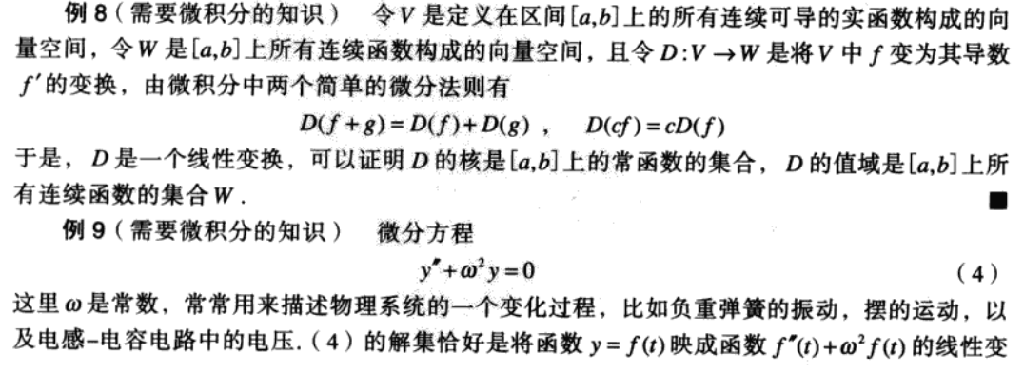 例 8（需要微积分的知识） 令 V 是定义在区间[a,b]上的所有连续可导的实函数构成的向
量空间，令 W 是[a,b]上所有连续函数构成的向量空间，且令 D:V→W 是将 V 中 f 变为其导数
f′的变换，由微积分中两个简单的微分法则有
D(f+g)=D(f)+D(g)， D(cf)=cD(f)
于是，D 是一个线性变换，可以证明 D 的核是[a,b]上的常函数的集合，D 的值域是[a,b]上所
有连续函数的集合 W．■
例 9（需要微积分的知识） 微分方程
y″+ω²y=0 （4）
这里 ω 是常数，常常用来描述物理系统的一个变化过程，比如负重弹簧的振动，摆的运动，以
及电感-电容电路中的电压.（4）的解集恰好是将函数 y=f(t)映成函数 f″(t)+ω²f(t) 的线性变